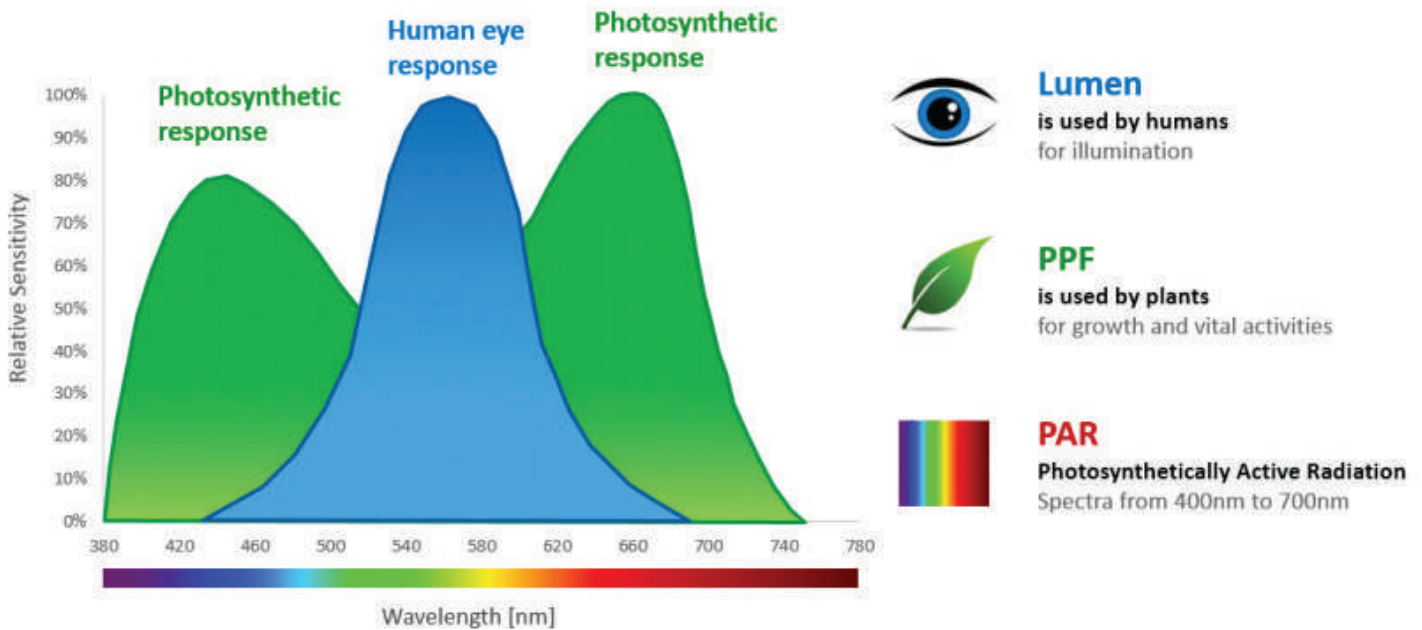 Photosynthetic
response
Human eye
response
Photosynthetic
response
Relative Sensitivity
100%
90%
80%
70%
60%
50%
40%
30%
20%
10%
0%
380 420 460 500 540 580 620 660 700 740 780
Wavelength [nm]
Lumen
is used by humans
for illumination
PPF
is used by plants
for growth and vital activities
PAR
Photosynthetically Active Radiation
Spectra from 400nm to 700nm